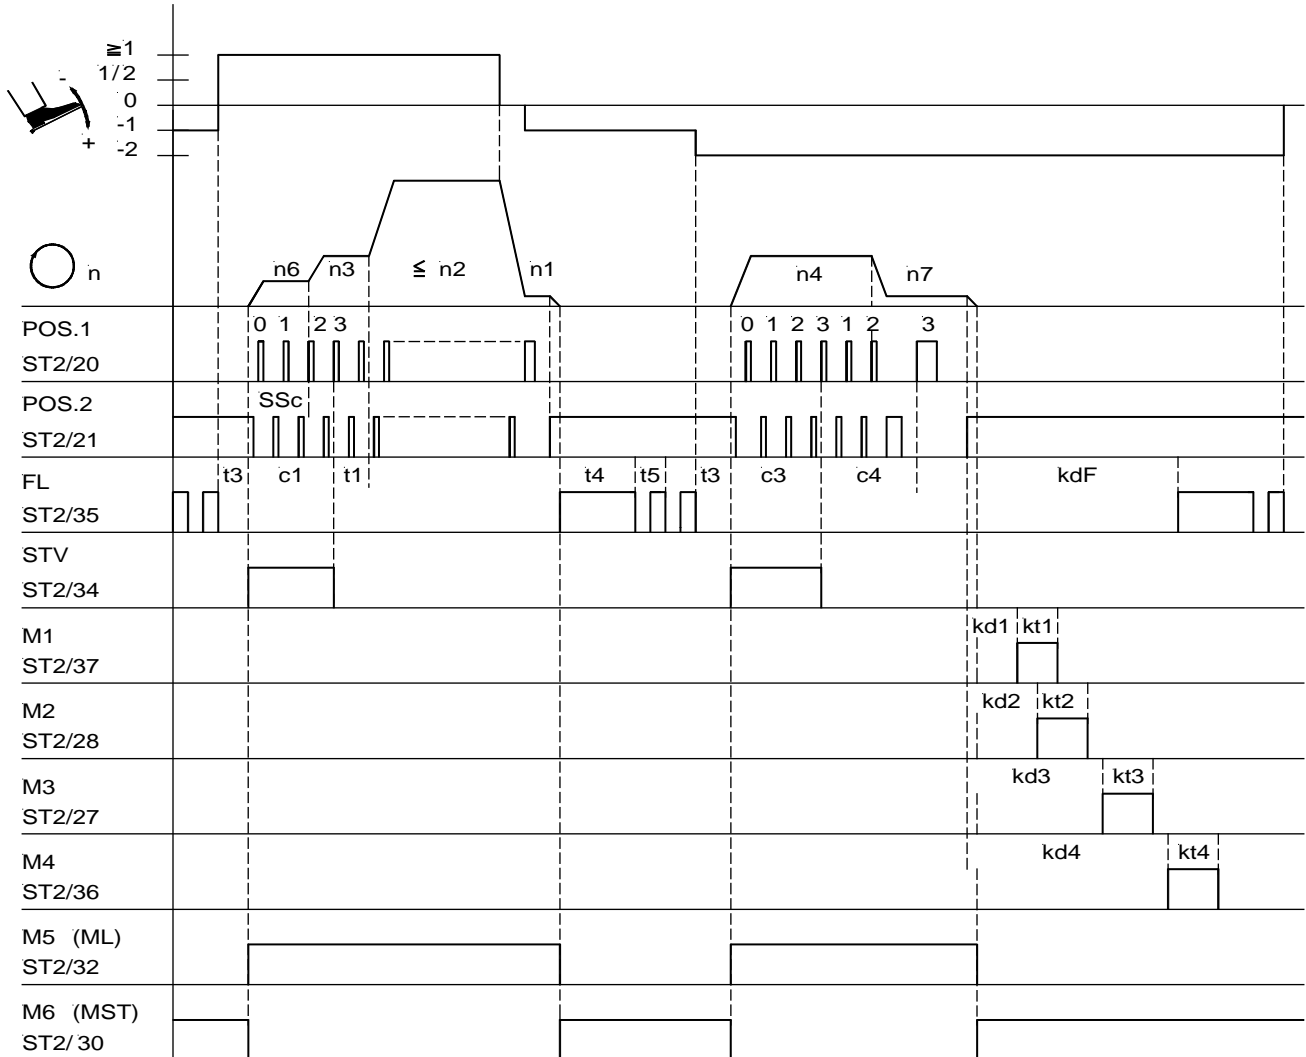 ≧1
1/2
-
0
-1
+
-2
n
n6 n3 ≦ n2 n1 n4 n7
POS.1 0 1 2 3 0 1 2 3 1 2 3
ST2/20
POS.2 SSc
ST2/21
FL t3 c1 t1 t4 t5 t3 c3 c4 kdF
ST2/35
STV
ST2/34
M1 kd1 kt1
ST2/37
M2 kd2 kt2
ST2/28
M3 kd3 kt3
ST2/27
M4 kd4 kt4
ST2/36
M5 (ML)
ST2/32
M6 (MST)
ST2/30